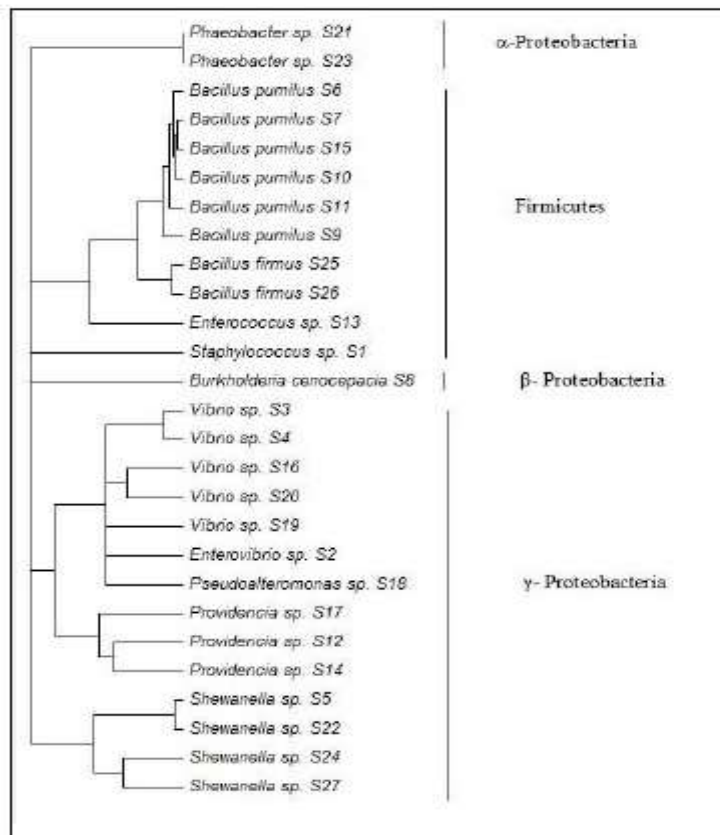 Phaeobacter sp. S21
α-Proteobacteria
Phaeobacter sp. S23
Bacillus pumilus S6
Bacillus pumilus S7
Bacillus pumilus S15
Bacillus pumilus S10
Bacillus pumilus S11
Firmicutes
Bacillus pumilus S9
Bacillus firmus S25
Bacillus firmus S26
Enterococcus sp. S13
Staphylococcus sp. S1
Burkholderia cenocepacia S8
β- Proteobacteria
Vibrio sp. S3
Vibrio sp. S4
Vibrio sp. S16
Vibrio sp. S20
Vibrio sp. S19
Enterovibrio sp. S2
Pseudoalteromonas sp. S18
γ- Proteobacteria
Providencia sp. S17
Providencia sp. S12
Providencia sp. S14
Shewanella sp. S5
Shewanella sp. S22
Shewanella sp. S24
Shewanella sp. S27